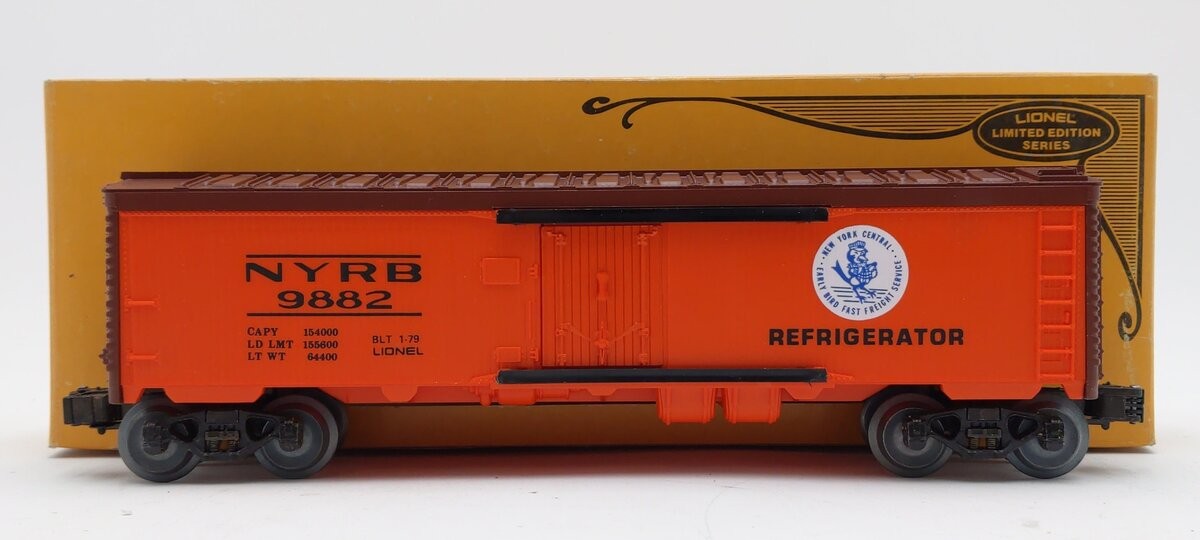 LIONEL
LIMITED EDITION
SERIES
NYRB
9882
CAPY 154000
LD LMT 155600
LT WT 64400
BLT 1-79
LIONEL
NEW YORK CENTRAL
EARLY BIRD FAST FREIGHT SERVICE
REFRIGERATOR